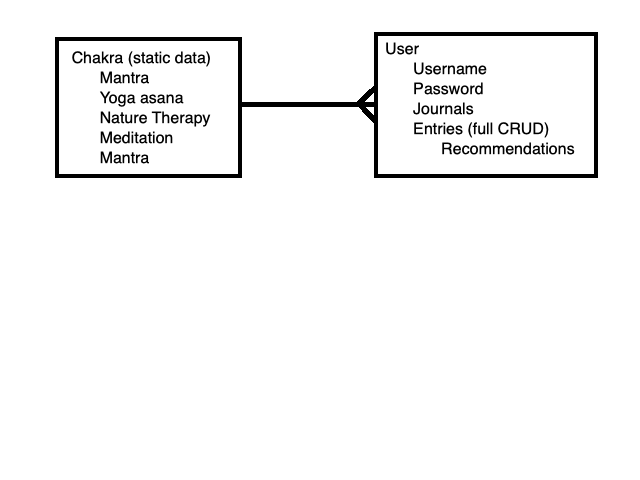 Chakra (static data)
Mantra
Yoga asana
Nature Therapy
Meditation
Mantra
User
Username
Password
Journals
Entries (full CRUD)
Recommendations